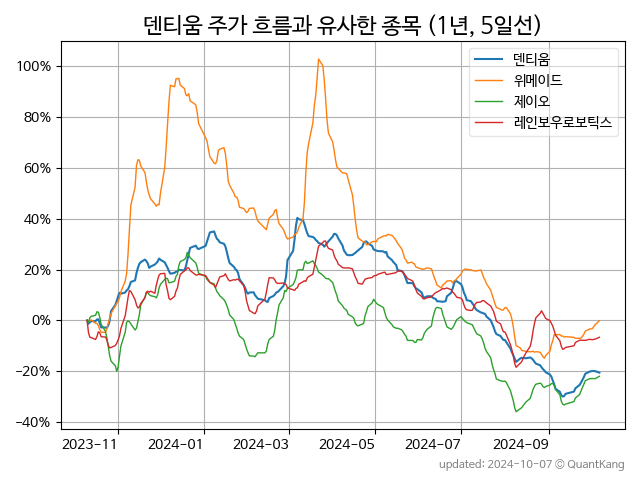 덴티움 주가 흐름과 유사한 종목 (1년, 5일선)
덴티움
위메이드
제이오
레인보우로보틱스
100%
80%
60%
40%
20%
0%
−20%
−40%
2023-11
2024-01
2024-03
2024-05
2024-07
2024-09
updated: 2024-10-07 © QuantKang